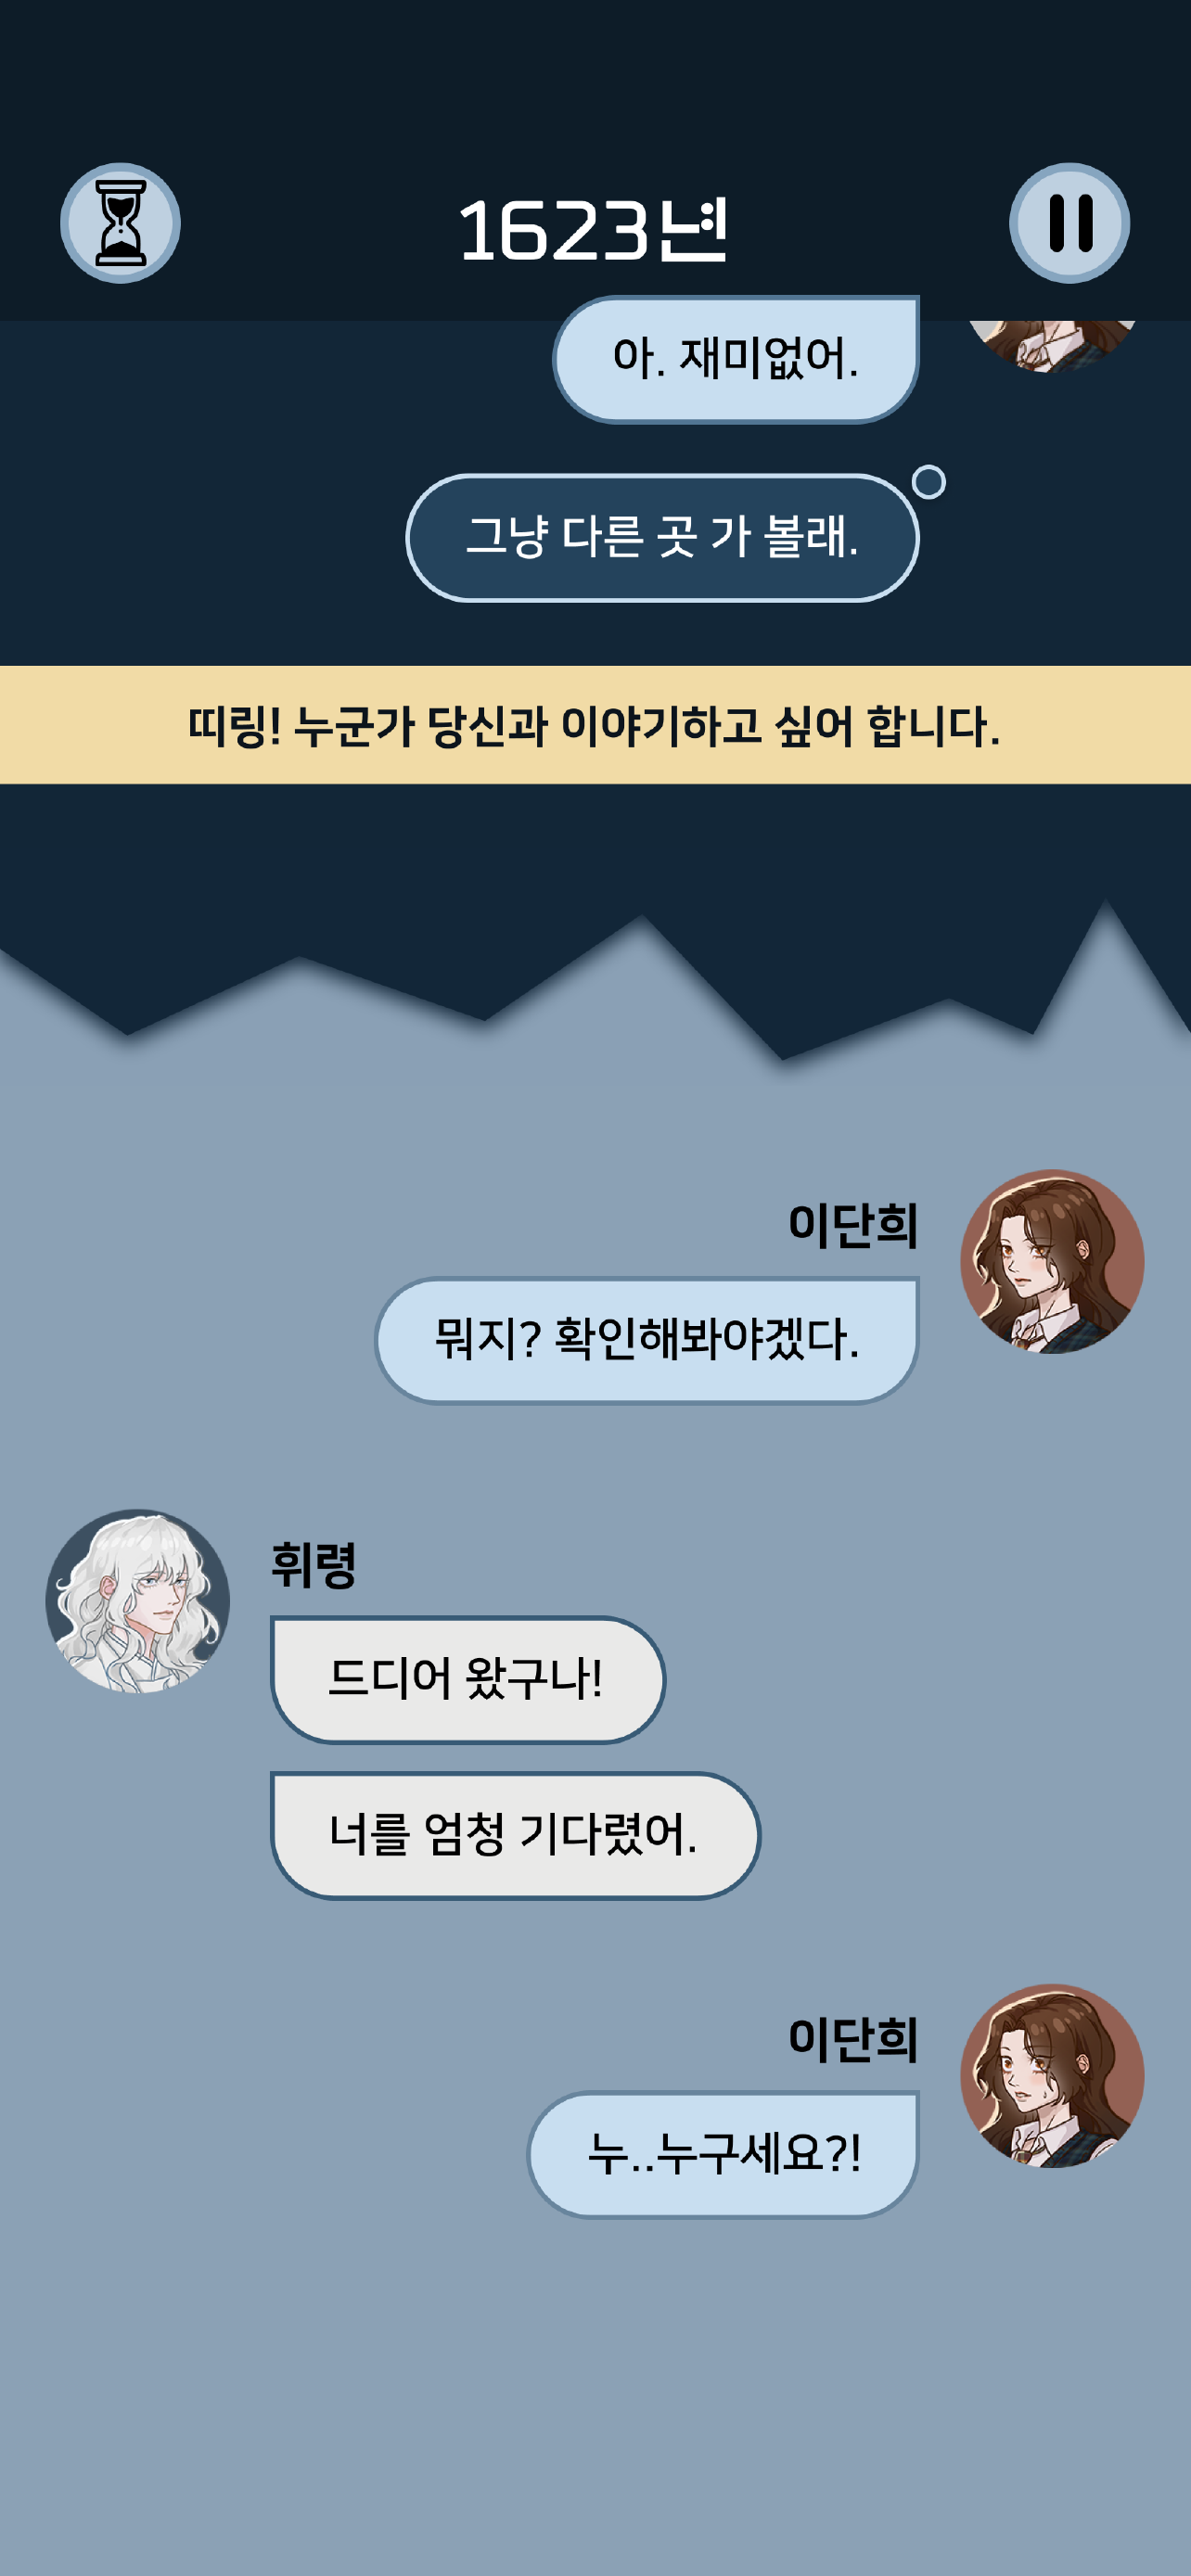 1623년
아. 재미없어.
그냥 다른 곳 가 볼래.
띠링! 누군가 당신과 이야기하고 싶어 합니다.
이단희
뭐지? 확인해봐야겠다.
휘령
드디어 왔구나!
너를 엄청 기다렸어.
이단희
누..누구세요?!